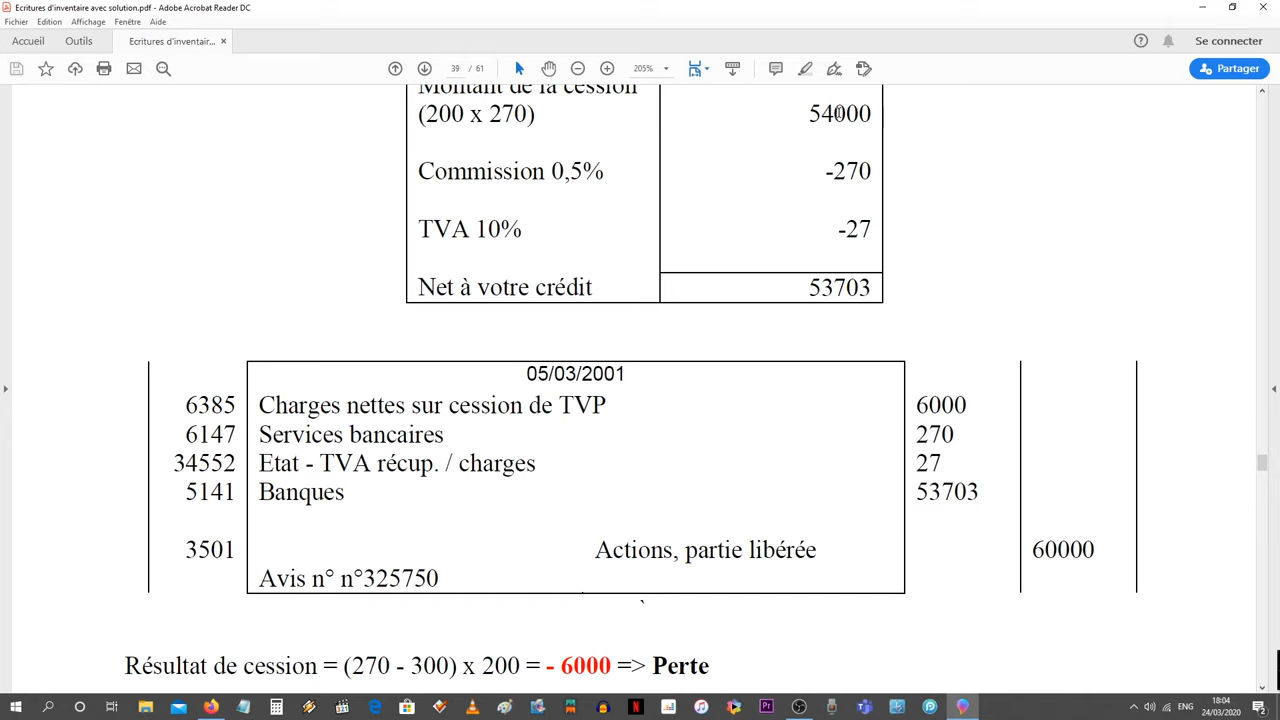 Ecritures d'inventaire avec solution.pdf - Adobe Acrobat Reader DC
Fichier Edition Affichage Fenêtre Aide
Accueil Outils Ecritures d'inventair... × Se connecter
39 / 61 205% Partager
Montant de la cession
(200 x 270) 54000
Commission 0,5% -270
TVA 10% -27
Net à votre crédit 53703
05/03/2001
6385 Charges nettes sur cession de TVP 6000
6147 Services bancaires 270
34552 Etat - TVA récup. / charges 27
5141 Banques 53703
3501 Actions, partie libérée 60000
Avis n° n°325750
Résultat de cession = (270 - 300) x 200 = - 6000 => Perte
ENG 18:04
24/03/2020